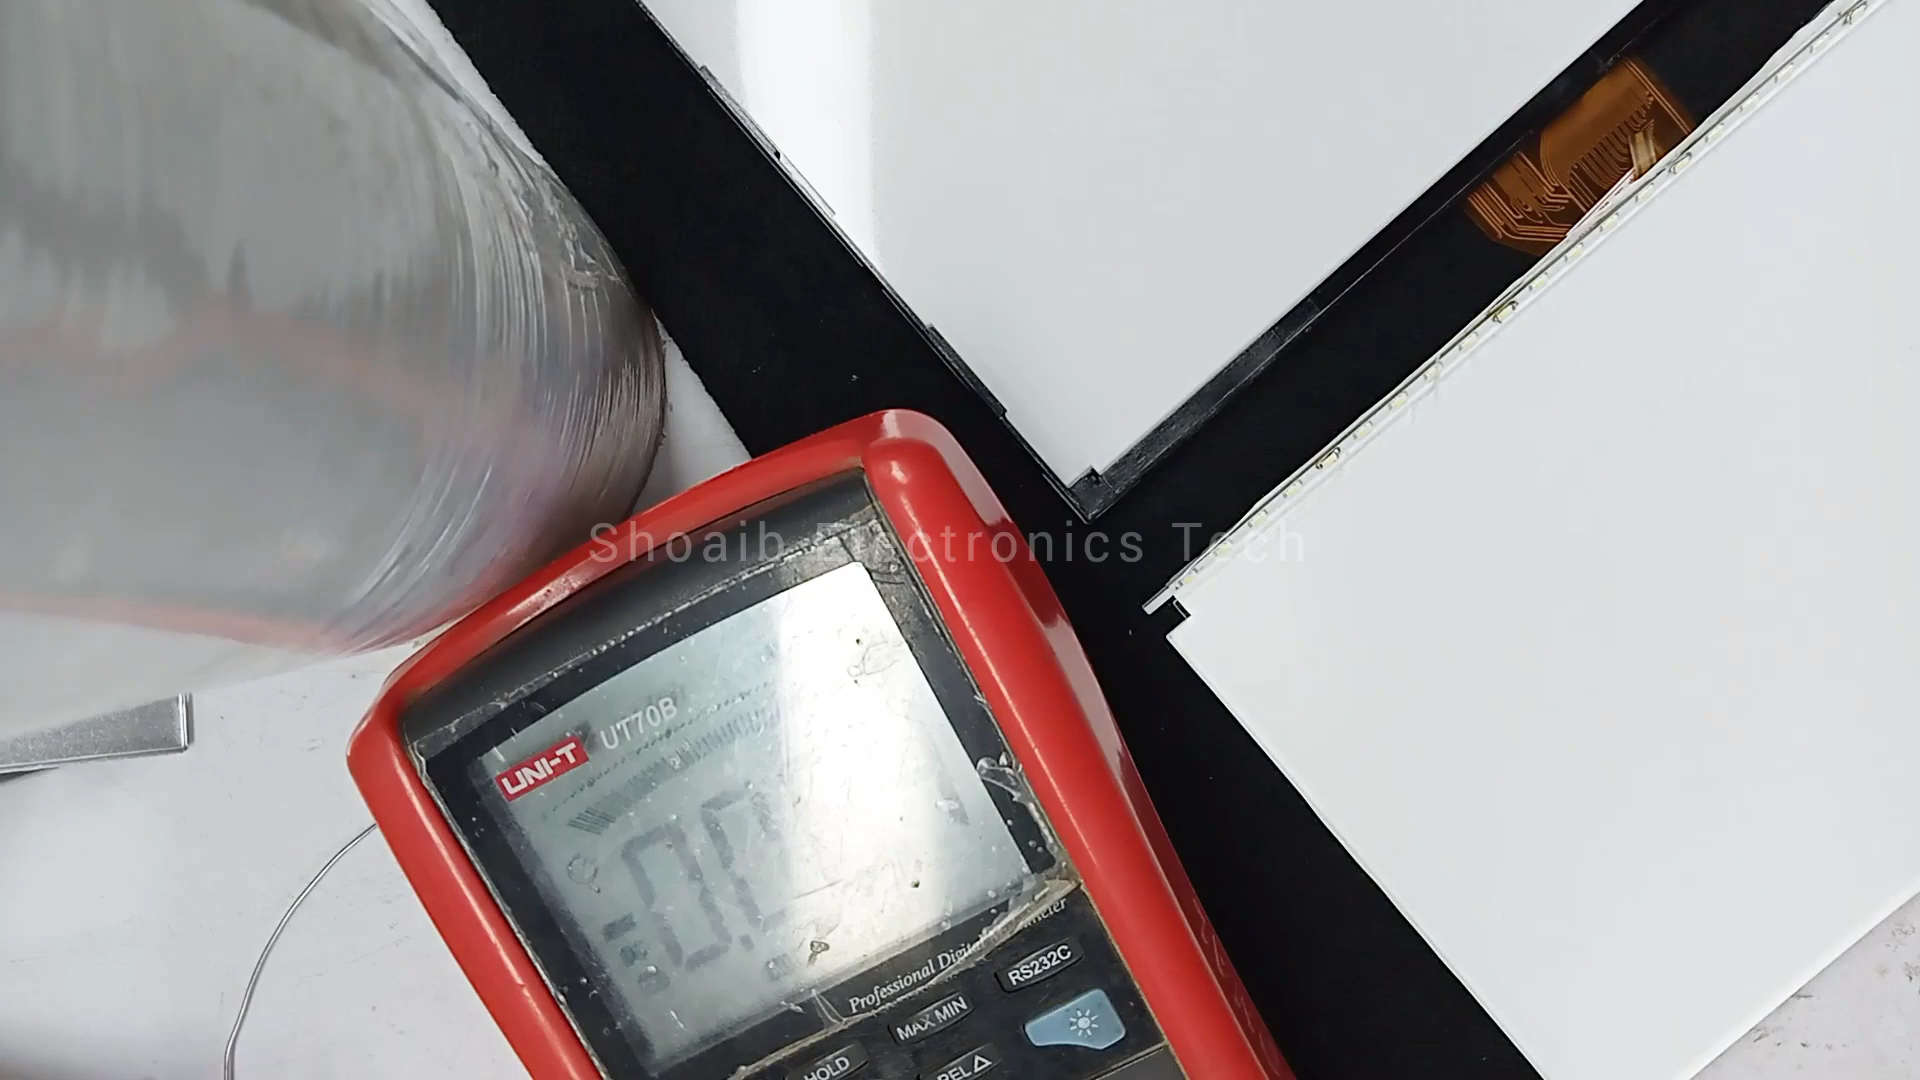 Shoaib Electronics Tech
UNI-T UT70B
Professional Digital
RS232C
MAX MIN
HOLD
REL △